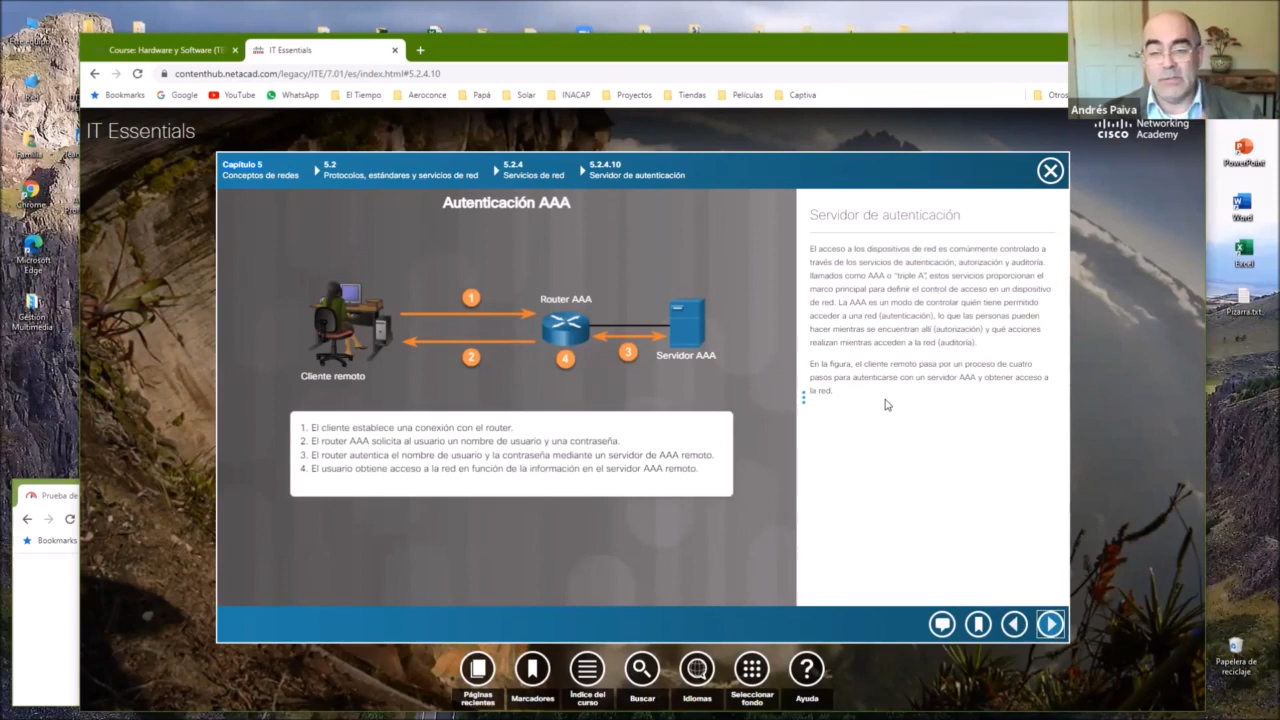 Course: Hardware y Software (TE
IT Essentials
contenthub.netacad.com/legacy/ITE/7.01/es/index.html#5.2.4.10
Bookmarks
Google
YouTube
WhatsApp
El Tiempo
Aeroconce
Papá
Solar
INACAP
Proyectos
Tiendas
Películas
Captiva
Otros
Andrés Paiva
IT Essentials
CISCO
Networking
Academy
Capítulo 5
Conceptos de redes
5.2
Protocolos, estándares y servicios de red
5.2.4
Servicios de red
5.2.4.10
Servidor de autenticación
Autenticación AAA
1
Router AAA
2
4
3
Servidor AAA
Cliente remoto
1. El cliente establece una conexión con el router.
2. El router AAA solicita al usuario un nombre de usuario y una contraseña.
3. El router autentica el nombre de usuario y la contraseña mediante un servidor de AAA remoto.
4. El usuario obtiene acceso a la red en función de la información en el servidor AAA remoto.
Servidor de autenticación
El acceso a los dispositivos de red es comúnmente controlado a
través de los servicios de autenticación, autorización y auditoría.
llamados como AAA o "triple A", estos servicios proporcionan el
marco principal para definir el control de acceso en un dispositivo
de red. La AAA es un modo de controlar quién tiene permitido
acceder a una red (autenticación), lo que las personas pueden
hacer mientras se encuentran allí (autorización) y qué acciones
realizan mientras acceden a la red (auditoría).
En la figura, el cliente remoto pasa por un proceso de cuatro
pasos para autenticarse con un servidor AAA y obtener acceso a
la red.
Páginas
recientes
Marcadores
Índice del
curso
Buscar
Idiomas
Seleccionar
fondo
?
Ayuda
Red
Familia
Chrome
Microsoft
Edge
Gestión
Multimedia
Prueba de
Bookmarks
PowerPoint
Word
Excel
Pizarra.txt
Papelera de
reciclaje